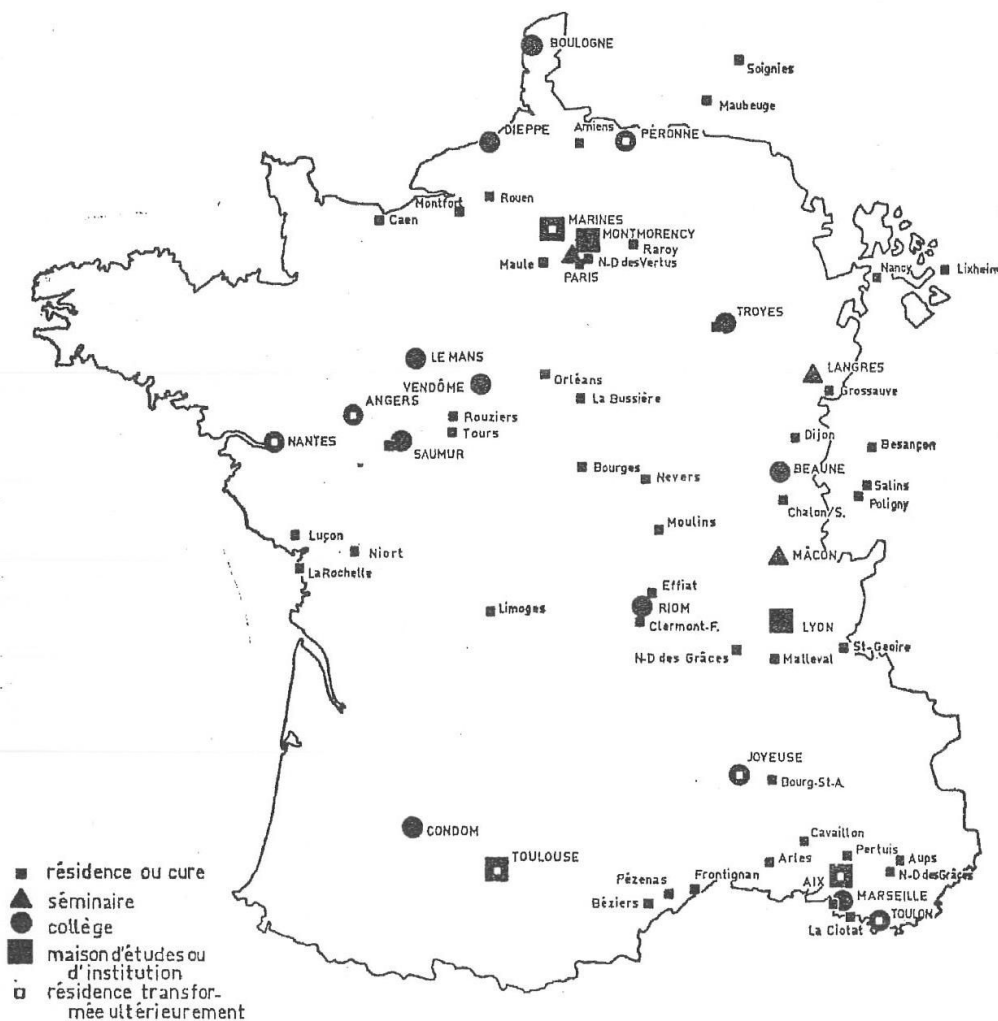 BOULOGNE
Soignies
Maubeuge
DIEPPE
Amiens
PÉRONNE
Rouen
Montfort
Caen
MARINES
MONTMORENCY
Raroy
Maule
N-D des Vertus
PARIS
Nancy
Lixheim
TROYES
LE MANS
LANGRES
Orléans
VENDÔME
Grossauve
La Bussière
ANGERS
Rouziers
Tours
NANTES
SAUMUR
Dijon
Besançon
Bourges
BEAUNE
Nevers
Salins
Poligny
Chalon/S.
Moulins
Luçon
Niort
MÂCON
La Rochelle
Effiat
RIOM
Limoges
Clermont-F.
LYON
St-Geoire
N-D des Grâces
Malleval
JOYEUSE
Bourg-St-A.
CONDOM
Cavaillon
Pertuis
Aups
TOULOUSE
Arles
N-D des Grâces
AIX
Frontignan
Pézenas
MARSEILLE
Béziers
TOULON
La Ciotat
résidence ou cure
séminaire
collège
maison d'études ou
d'institution
résidence transfor-
mée ultérieurement